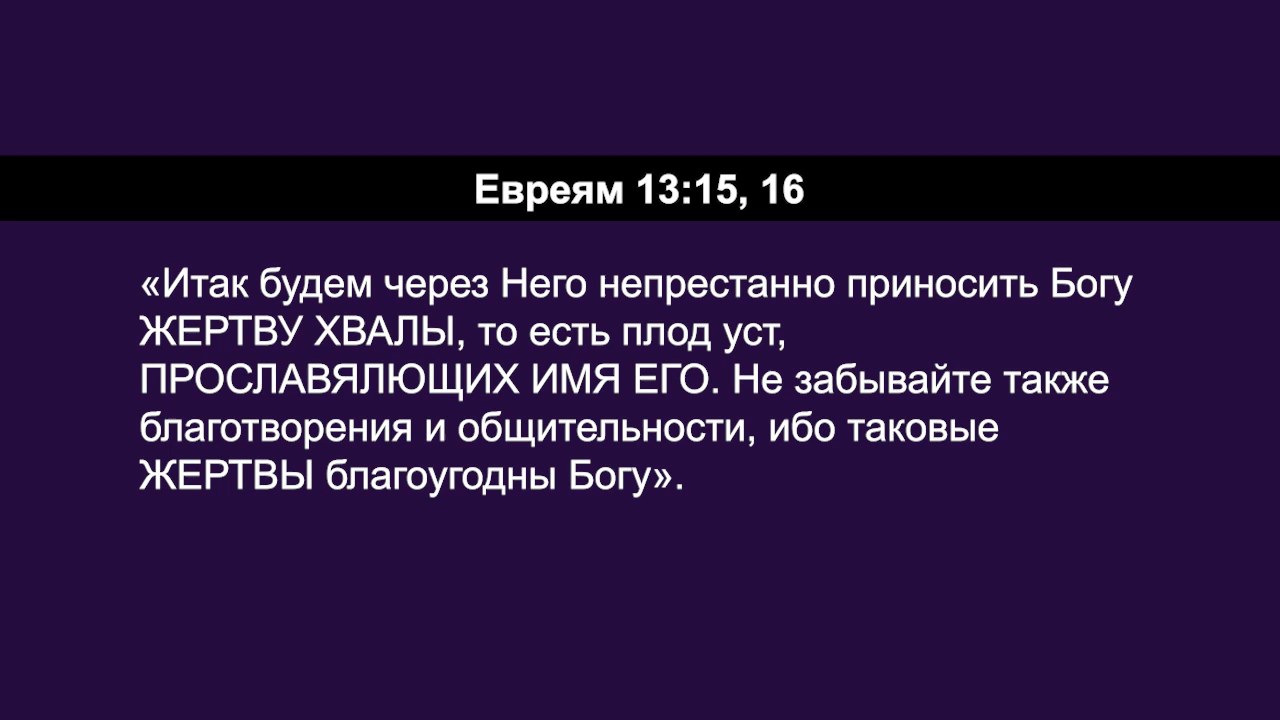 Евреям 13:15, 16
«Итак будем через Него непрестанно приносить Богу
ЖЕРТВУ ХВАЛЫ, то есть плод уст,
ПРОСЛАВЯЛЮЩИХ ИМЯ ЕГО. Не забывайте также
благотворения и общительности, ибо таковые
ЖЕРТВЫ благоугодны Богу».